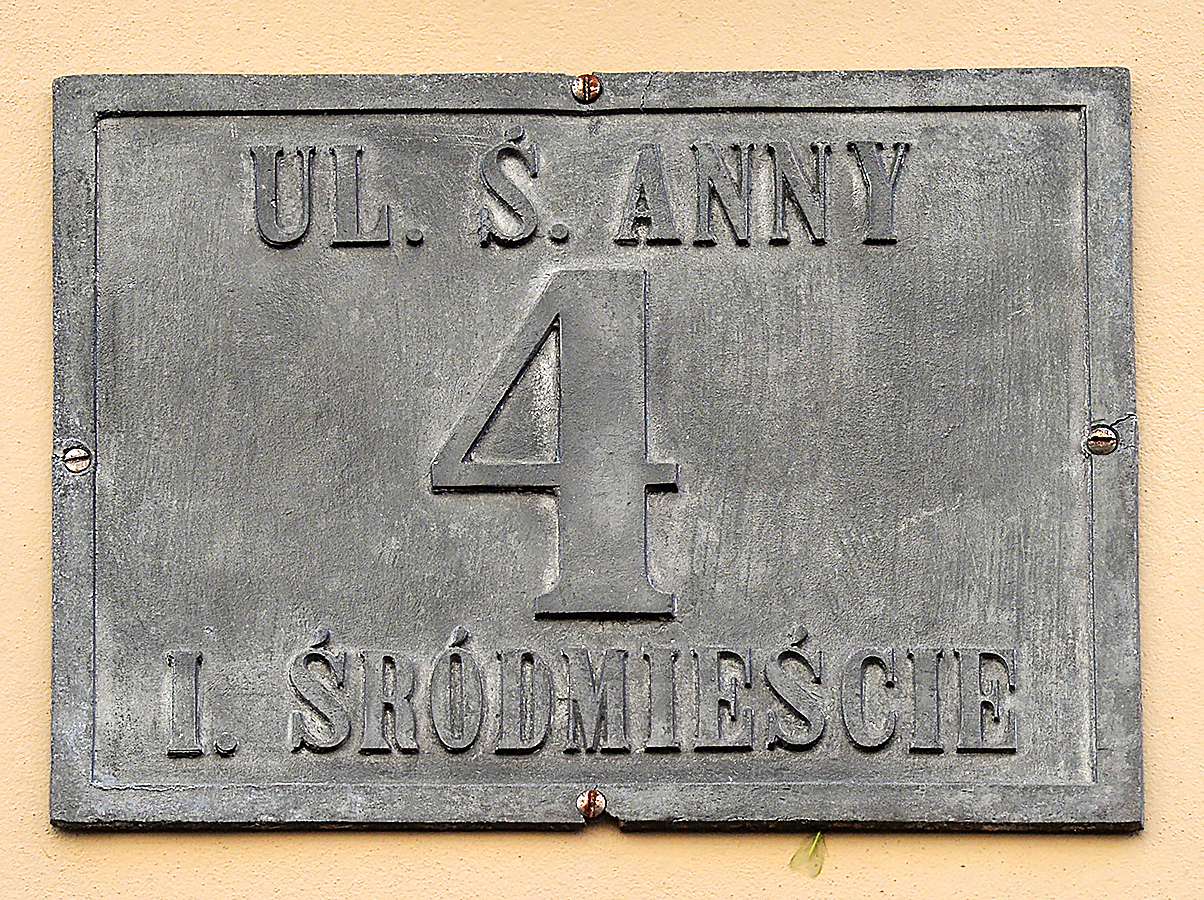 UL. Ś. ANNY
4
I. ŚRÓDMIEŚCIE